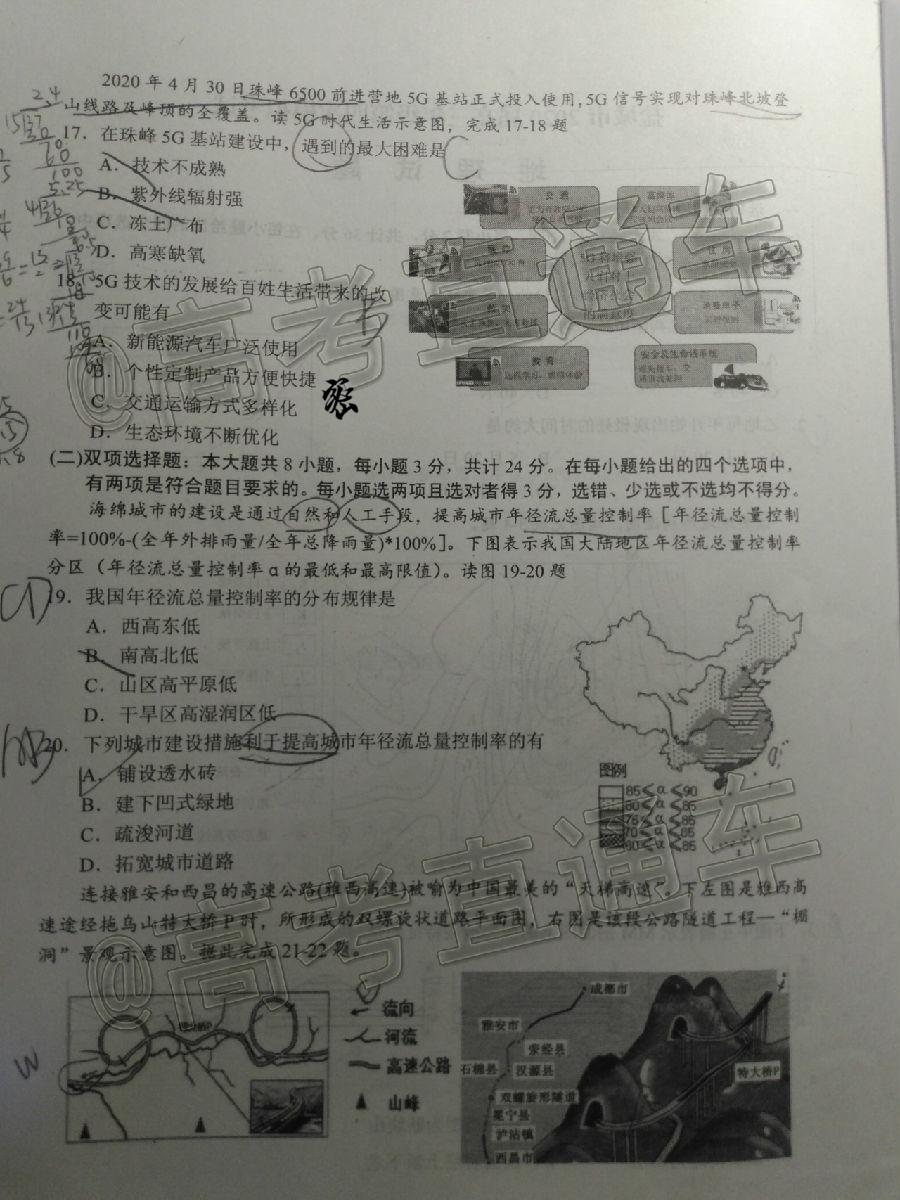 2020 年 4 月 30 日珠峰 6500 前进营地 5G 基站正式投入使用,5G 信号实现对珠峰北坡登
山线路及峰顶的全覆盖。读 5G 时代生活示意图，完成 17-18 题
17. 在珠峰 5G 基站建设中，遇到的最大困难是
A. 技术不成熟
B. 紫外线辐射强
C. 冻土广布
D. 高寒缺氧
18. 5G 技术的发展给百姓生活带来的改
变可能有
A. 新能源汽车广泛使用
B. 个性定制产品方便快捷
C. 交通运输方式多样化
D. 生态环境不断优化
交通
教育
安全及生命线系统
密
(二)双项选择题：本大题共 8 小题，每小题 3 分，共计 24 分。在每小题给出的四个选项中，
有两项是符合题目要求的。每小题选两项且选对者得 3 分，选错、少选或不选均不得分。
海绵城市的建设是通过自然和人工手段，提高城市年径流总量控制率［年径流总量控制
率=100%-(全年外排雨量/全年总降雨量)*100%］。下图表示我国大陆地区年径流总量控制率
分区（年径流总量控制率α的最低和最高限值）。读图 19-20 题
19. 我国年径流总量控制率的分布规律是
A. 西高东低
B. 南高北低
C. 山区高平原低
D. 干旱区高湿润区低
20. 下列城市建设措施利于提高城市年径流总量控制率的有
A. 铺设透水砖
B. 建下凹式绿地
C. 疏浚河道
D. 拓宽城市道路
图例
85≤α≤90
80≤α≤85
75≤α≤85
70≤α≤85
60≤α≤85
连接雅安和西昌的高速公路(雅西高速)被喻为中国最美的“天梯高速”。下左图是雄西高
速途经拖乌山特大桥 P 时，所形成的双螺旋状道路平面图，右图是该段公路隧道工程—“棚
洞”景观示意图。据此完成 21-22 题。
流向
河流
高速公路
山峰
成都市
雅安市
荥经县
石棉县
汉源县
特大桥P
双螺旋形隧道
冕宁县
泸沽镇
西昌市
@高考直通车
@高考直通车